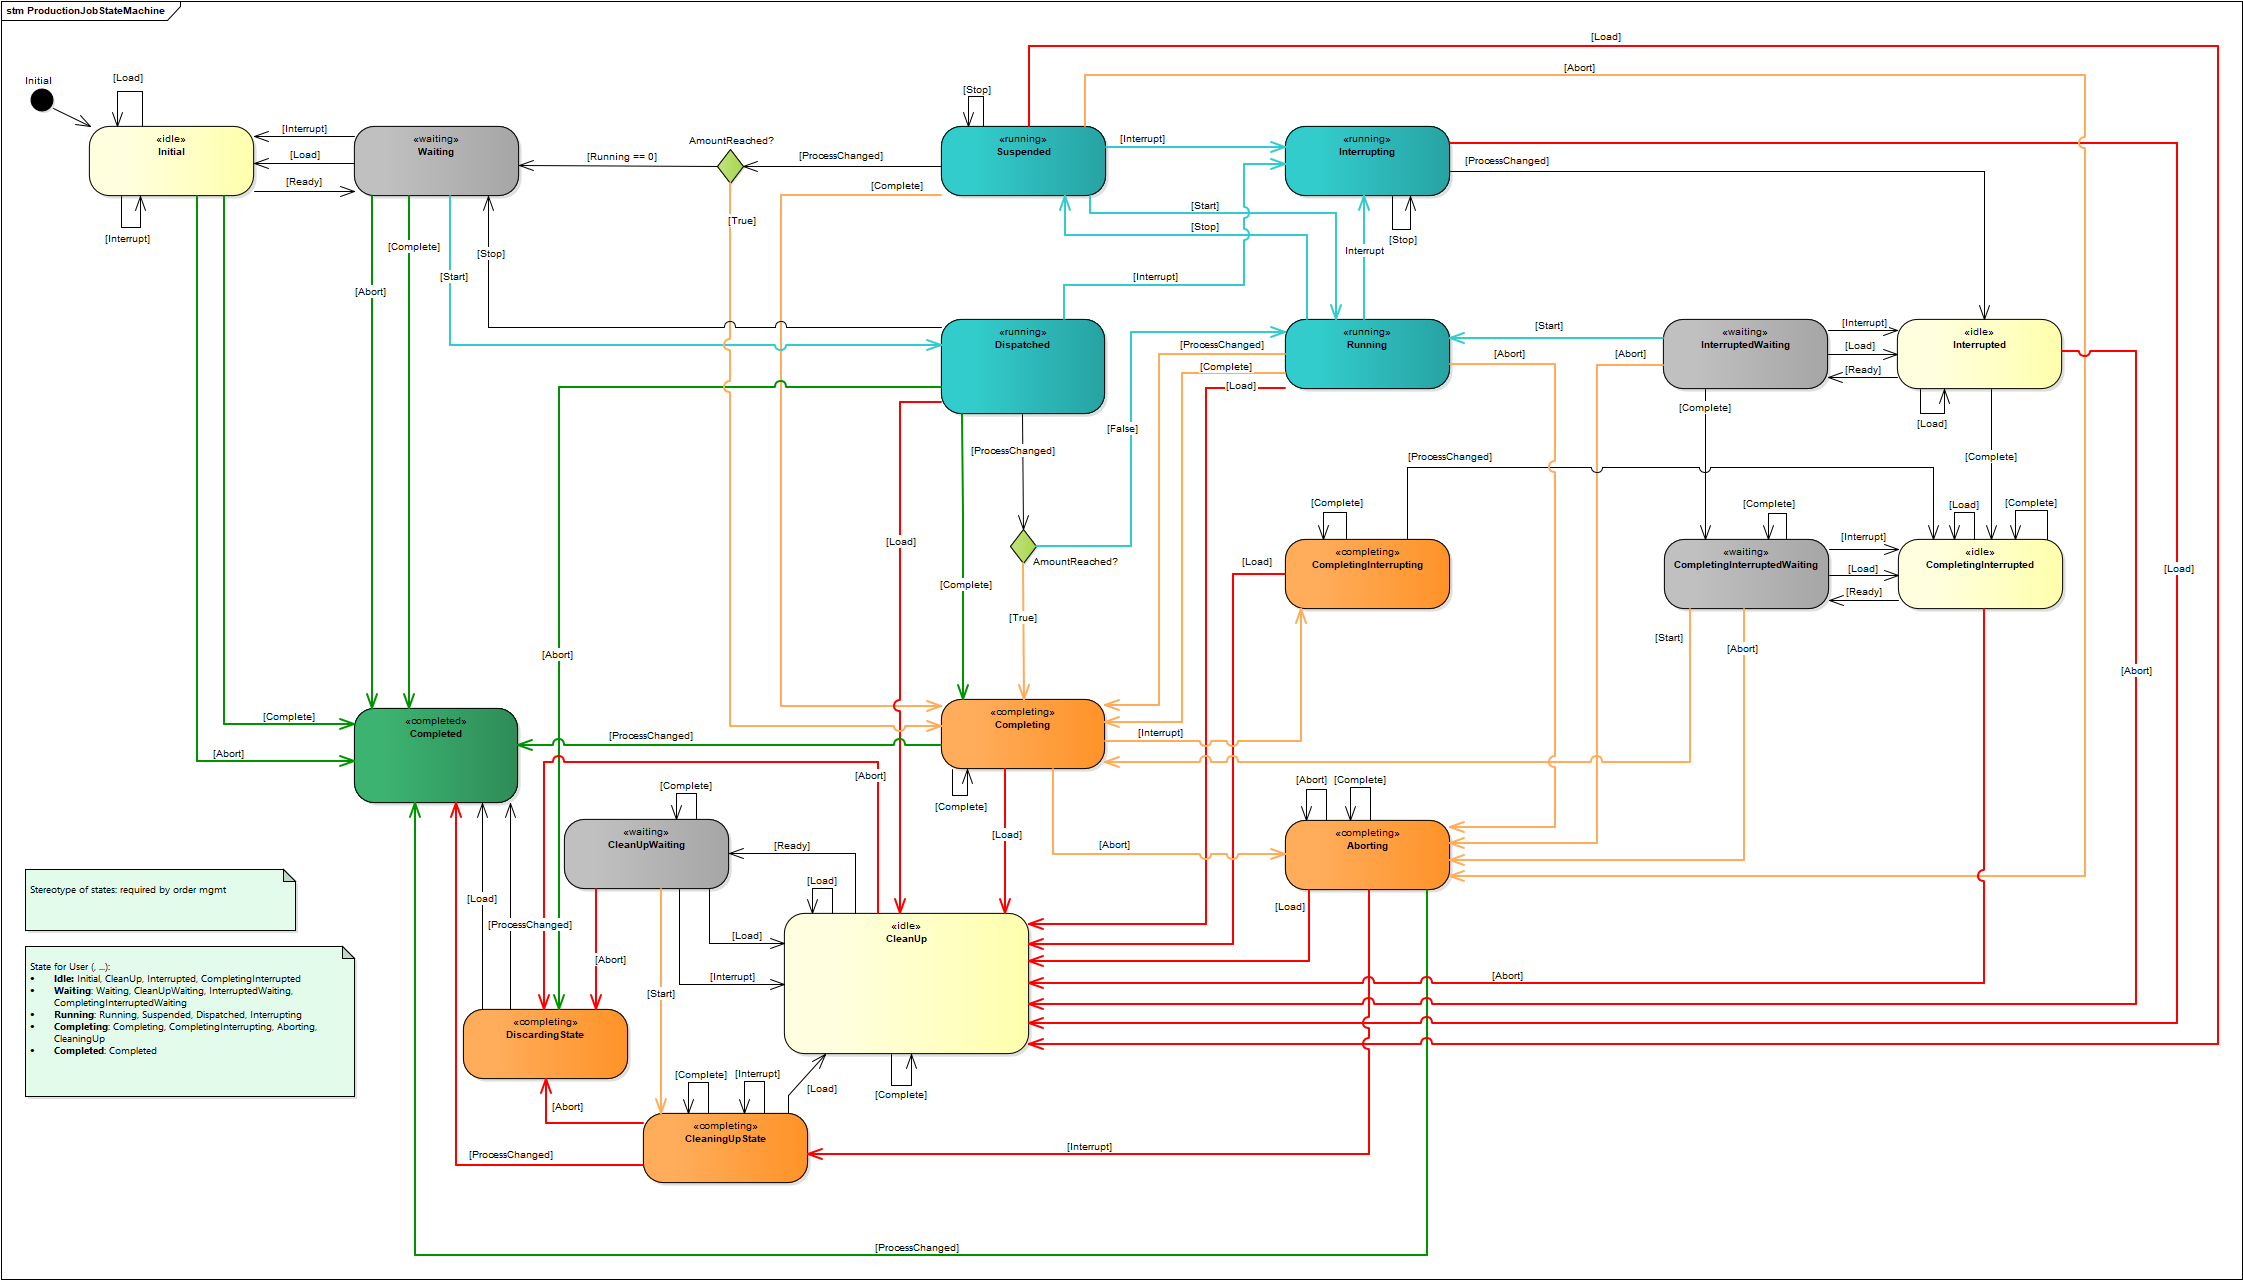 stm ProductionJobStateMachine
[Load]
[Abort]
Initial
[Load]
[Stop]
«idle»
Initial
[Interrupt]
[Load]
[Ready]
«waiting»
Waiting
[Running == 0]
AmountReached?
[ProcessChanged]
«running»
Suspended
[Interrupt]
«running»
Interrupting
[ProcessChanged]
[Complete]
[True]
[Start]
[Stop]
[Interrupt]
[Complete]
[Stop]
[Start]
[Abort]
Interrupt
[Stop]
[Interrupt]
«running»
Dispatched
[ProcessChanged]
[Complete]
[Load]
«running»
Running
[Start]
[Abort]
[Abort]
«waiting»
InterruptedWaiting
[Interrupt]
[Load]
[Ready]
«idle»
Interrupted
[Complete]
[Load]
[False]
[ProcessChanged]
[ProcessChanged]
[Complete]
[Load]
[Complete]
[Complete]
[Complete]
[Load]
[Complete]
AmountReached?
[Load]
«completing»
CompletingInterrupting
«waiting»
CompletingInterruptedWaiting
[Interrupt]
[Load]
[Ready]
«idle»
CompletingInterrupted
[Load]
[True]
[Start]
[Abort]
[Abort]
[Abort]
[Complete]
[Abort]
«completed»
Completed
[ProcessChanged]
«completing»
Completing
[Interrupt]
[Abort]
[Complete]
[Complete]
[Load]
[Abort]
[Abort]
[Complete]
«waiting»
CleanUpWaiting
[Ready]
«completing»
Aborting
[Load]
[Load]
[Load]
[ProcessChanged]
[Load]
[Interrupt]
[Abort]
[Start]
«idle»
CleanUp
[Abort]
Stereotype of states: required by order mgmt
State for User (, ...):
• Idle: Initial, CleanUp, Interrupted, CompletingInterrupted
• Waiting: Waiting, CleanUpWaiting, InterruptedWaiting,
CompletingInterruptedWaiting
• Running: Running, Suspended, Dispatched, Interrupting
• Completing: Completing, CompletingInterrupting, Aborting,
CleaningUp
• Completed: Completed
«completing»
DiscardingState
[Abort]
[Complete]
[Interrupt]
[Load]
[Complete]
«completing»
CleaningUpState
[ProcessChanged]
[Interrupt]
[ProcessChanged]